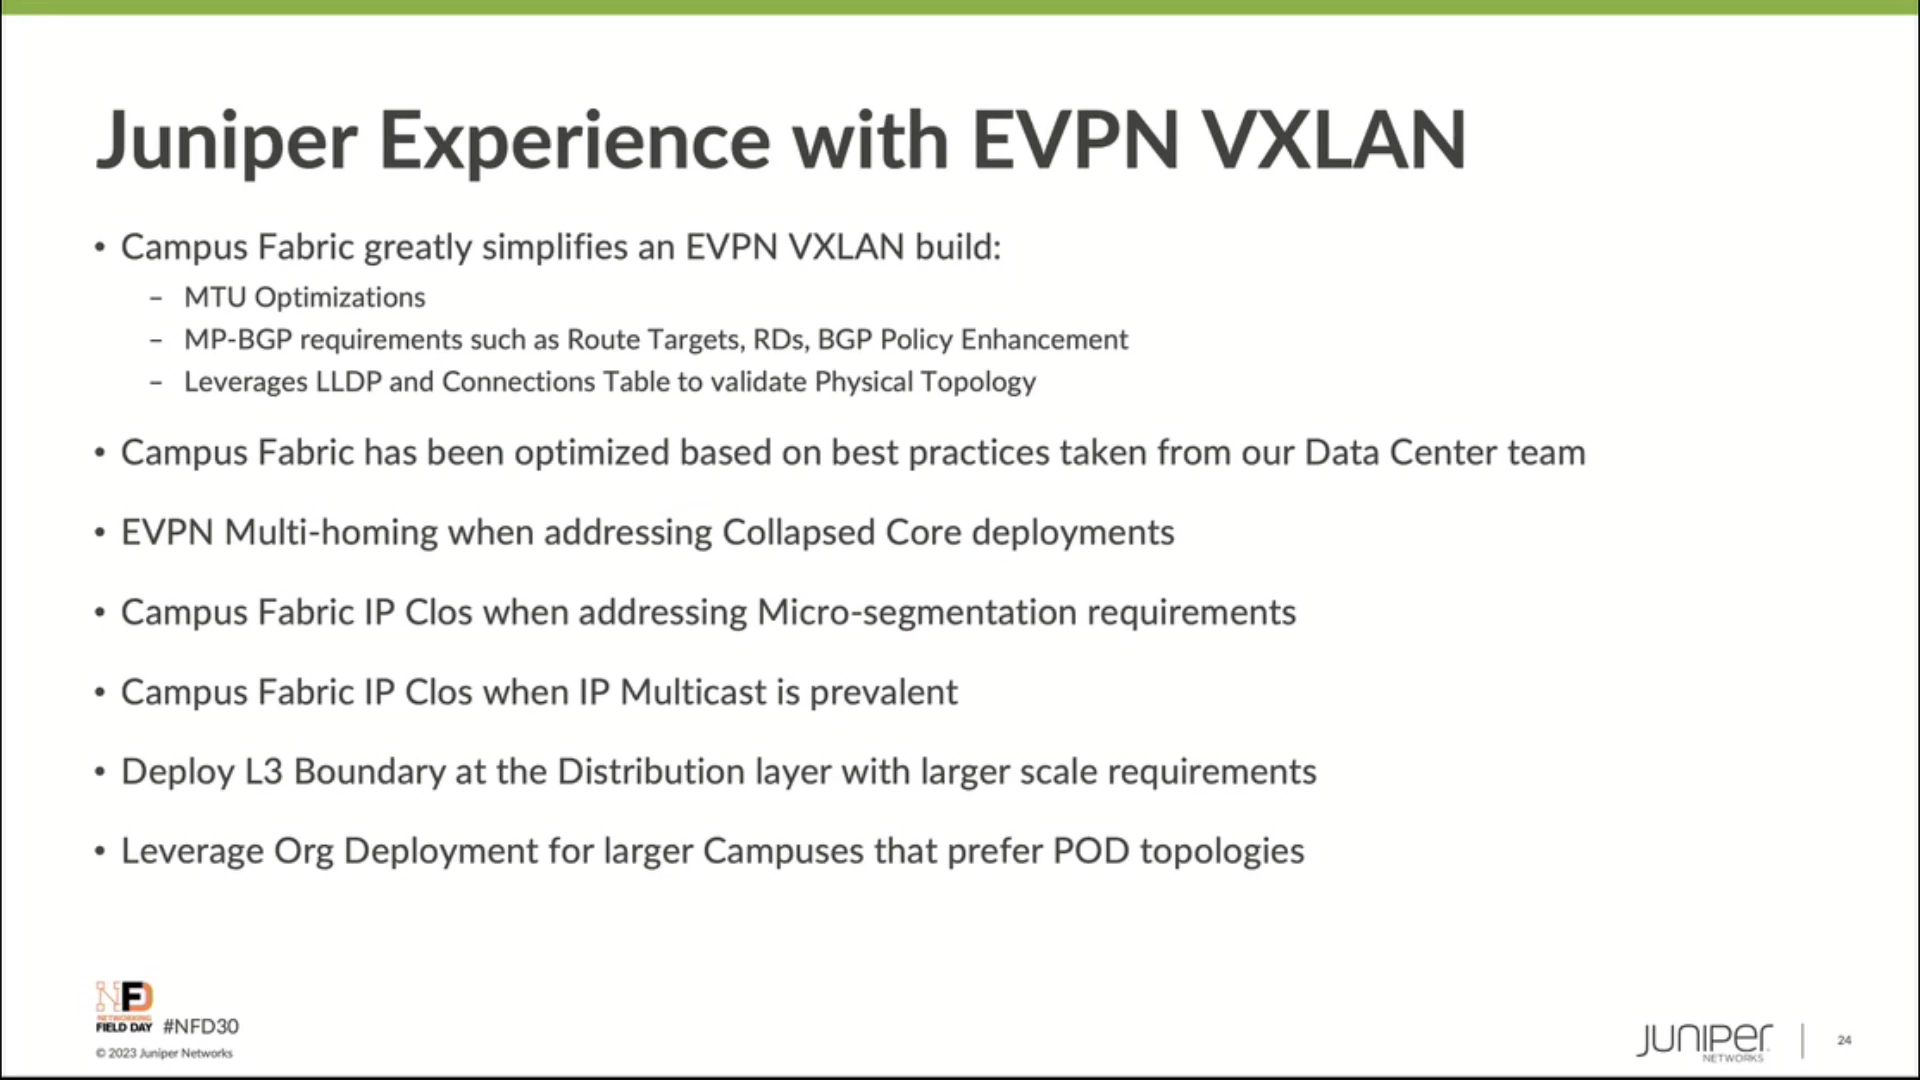 Juniper Experience with EVPN VXLAN
• Campus Fabric greatly simplifies an EVPN VXLAN build:
– MTU Optimizations
– MP-BGP requirements such as Route Targets, RDs, BGP Policy Enhancement
– Leverages LLDP and Connections Table to validate Physical Topology
• Campus Fabric has been optimized based on best practices taken from our Data Center team
• EVPN Multi-homing when addressing Collapsed Core deployments
• Campus Fabric IP Clos when addressing Micro-segmentation requirements
• Campus Fabric IP Clos when IP Multicast is prevalent
• Deploy L3 Boundary at the Distribution layer with larger scale requirements
• Leverage Org Deployment for larger Campuses that prefer POD topologies
NFD
NETWORKING
FIELD DAY #NFD30
© 2023 Juniper Networks
JUNIPER
NETWORKS
24